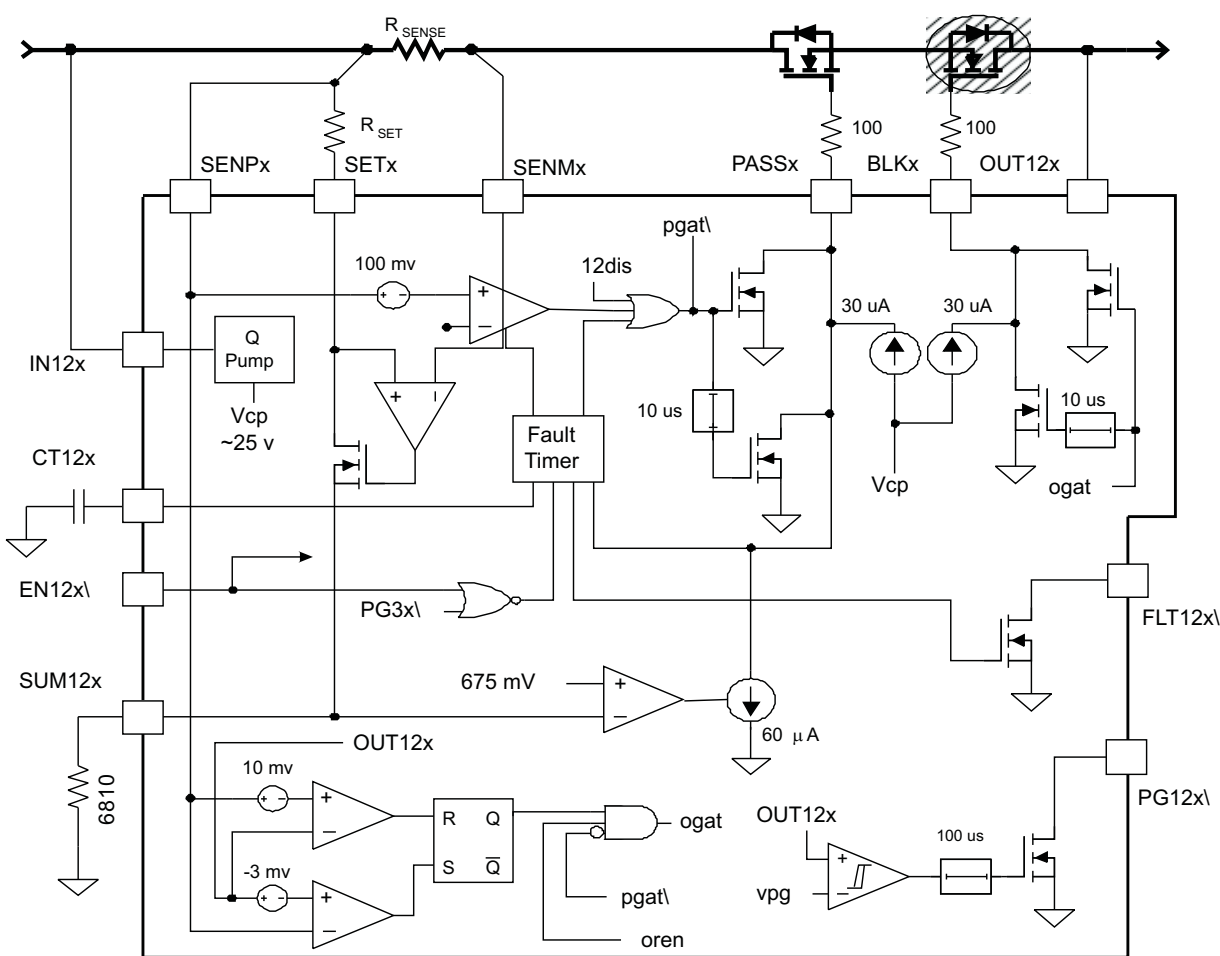 R SENSE
R SET
100
100
SENPx
SETx
SENMx
PASSx
BLKx
OUT12x
pgat\
12dis
100 mv
+ -
+
−
30 uA
30 uA
Q
Pump
IN12x
Vcp
~25 v
+
−
10 us
10 us
Fault
Timer
CT12x
Vcp
ogat
EN12x\
PG3x\
FLT12x\
SUM12x
675 mV
+
−
60 μA
6810
OUT12x
10 mv
+ -
+
−
R Q
S Q̅
ogat
-3 mv
+ -
+
−
pgat\
oren
OUT12x
+
−
vpg
100 us
PG12x\